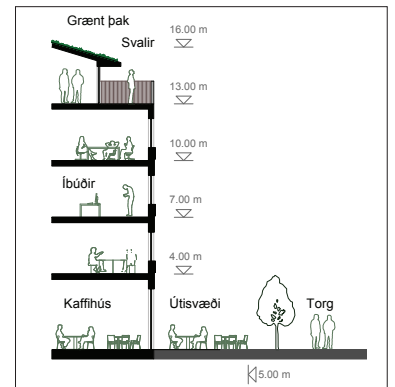 Grænt þak
16.00 m
Svalir
13.00 m
10.00 m
Íbúðir
7.00 m
4.00 m
Kaffihús
Útisvæði
Torg
5.00 m